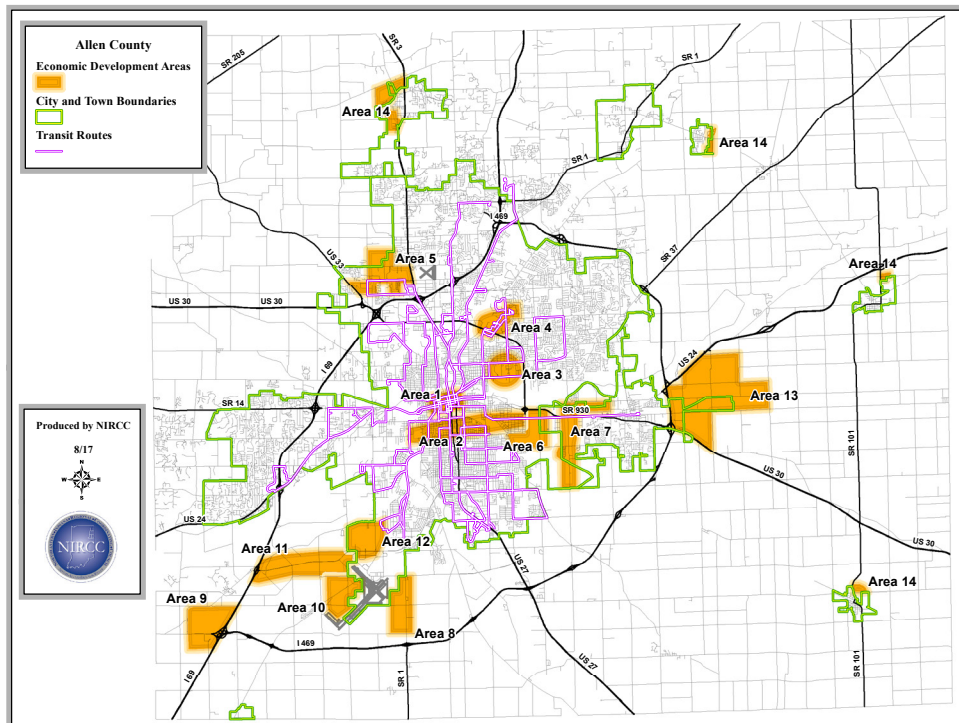 Allen County
Economic Development Areas
City and Town Boundaries
Transit Routes
Produced by NIRCC
8/17
N
W E
S
NIRCC
SR 205
SR 3
SR 1
Area 14
Area 14
SR 1
I 469
SR 37
US 33
Area 5
Area 14
US 30
US 30
Area 4
US 24
I 69
Area 3
Area 1
Area 13
SR 14
SR 930
Area 2
Area 6
Area 7
SR 101
US 24
US 30
Area 12
US 30
Area 11
US 27
Area 14
Area 9
Area 10
Area 8
I 469
US 27
I 69
SR 1
SR 101